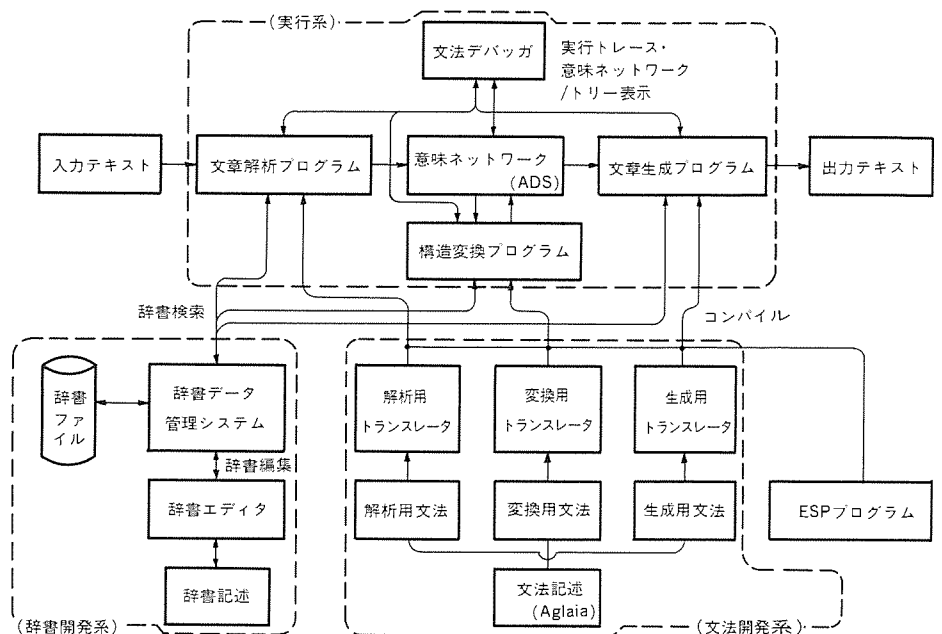 (実行系)
文法デバッガ
実行トレース・
意味ネットワーク
/トリー表示
入力テキスト
文章解析プログラム
意味ネットワーク
(ADS)
文章生成プログラム
出力テキスト
構造変換プログラム
辞書検索
コンパイル
辞書
ファ
イル
辞書データ
管理システム
解析用
トランスレータ
変換用
トランスレータ
生成用
トランスレータ
辞書編集
辞書エディタ
解析用文法
変換用文法
生成用文法
ESPプログラム
辞書記述
文法記述
(Aglaia)
(辞書開発系)
(文法開発系)